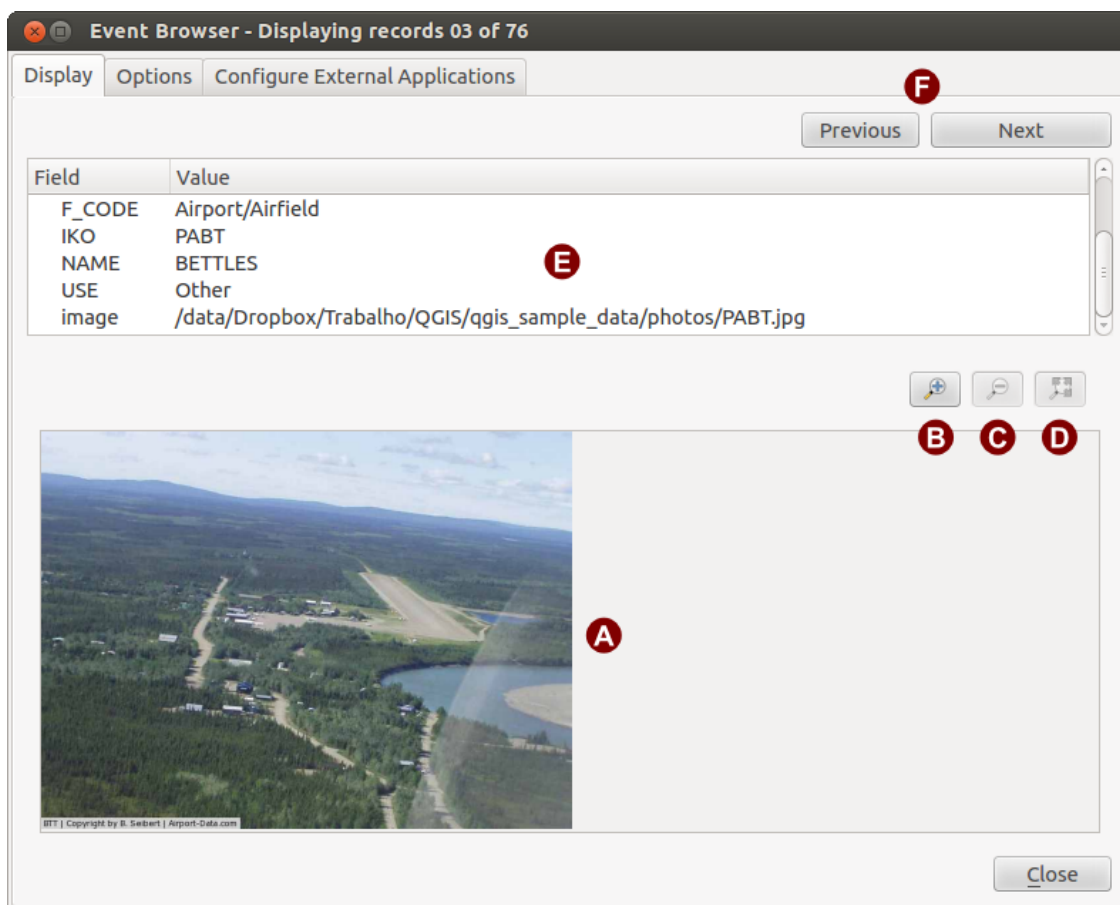 Event Browser - Displaying records 03 of 76
Display Options Configure External Applications
F
Previous Next
Field Value
F_CODE Airport/Airfield
IKO PABT
NAME BETTLES
E
USE Other
image /data/Dropbox/Trabalho/QGIS/qgis_sample_data/photos/PABT.jpg
B C D
A
BTT | Copyright by B. Seibert | Airport-Data.com
Close